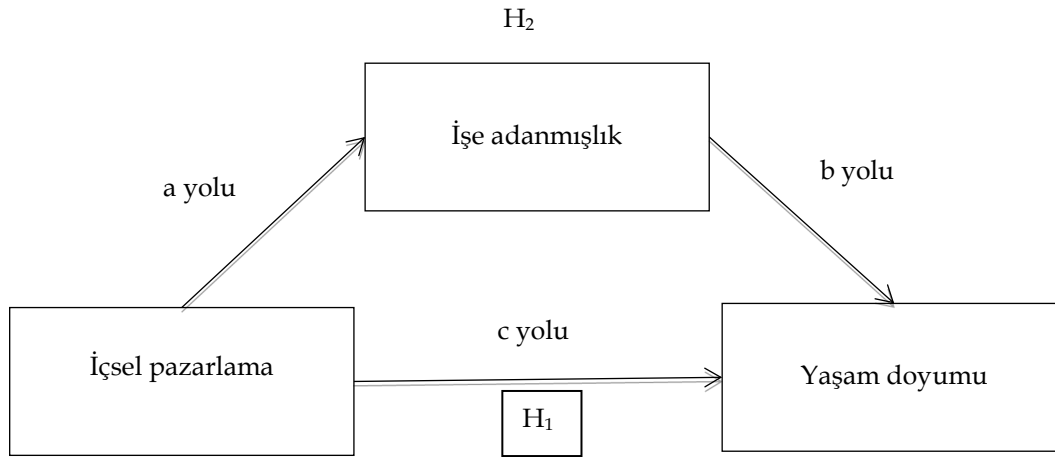 H₂
İşe adanmışlık
a yolu
b yolu
İçsel pazarlama
c yolu
Yaşam doyumu
H₁